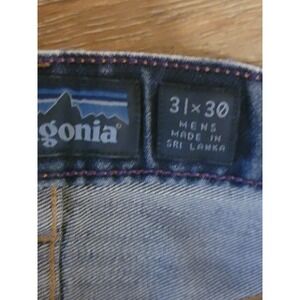 gonia®
31×30
MENS
MADE IN
SRI LANKA